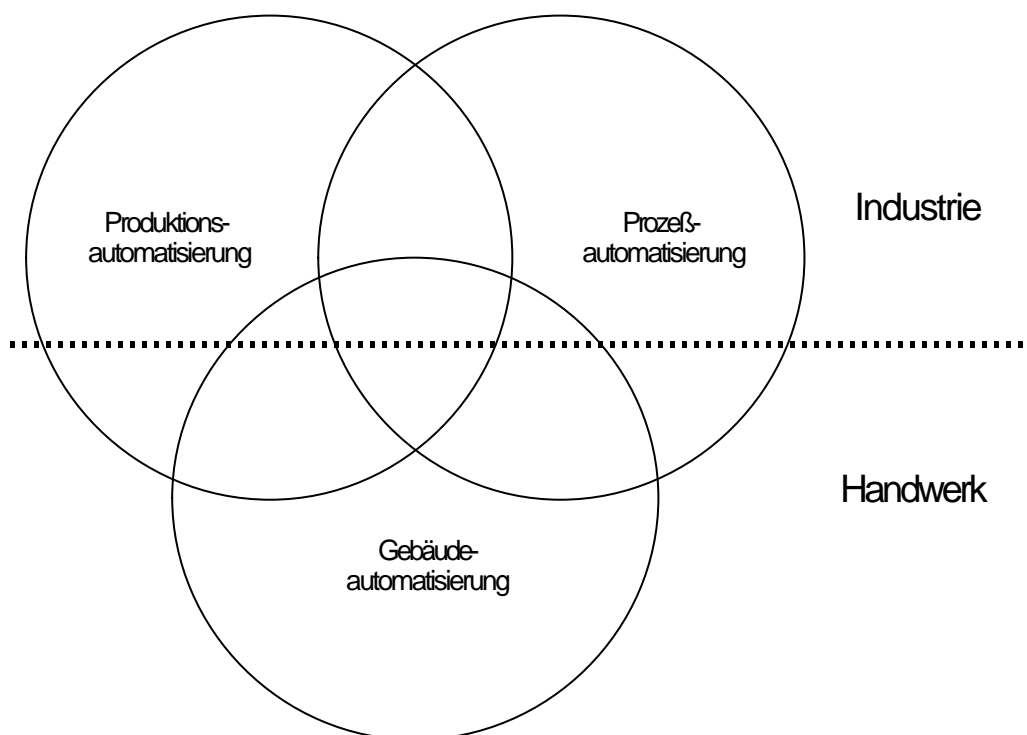 Produktions-
automatisierung
Prozeß-
automatisierung
Industrie
Handwerk
Gebäude-
automatisierung